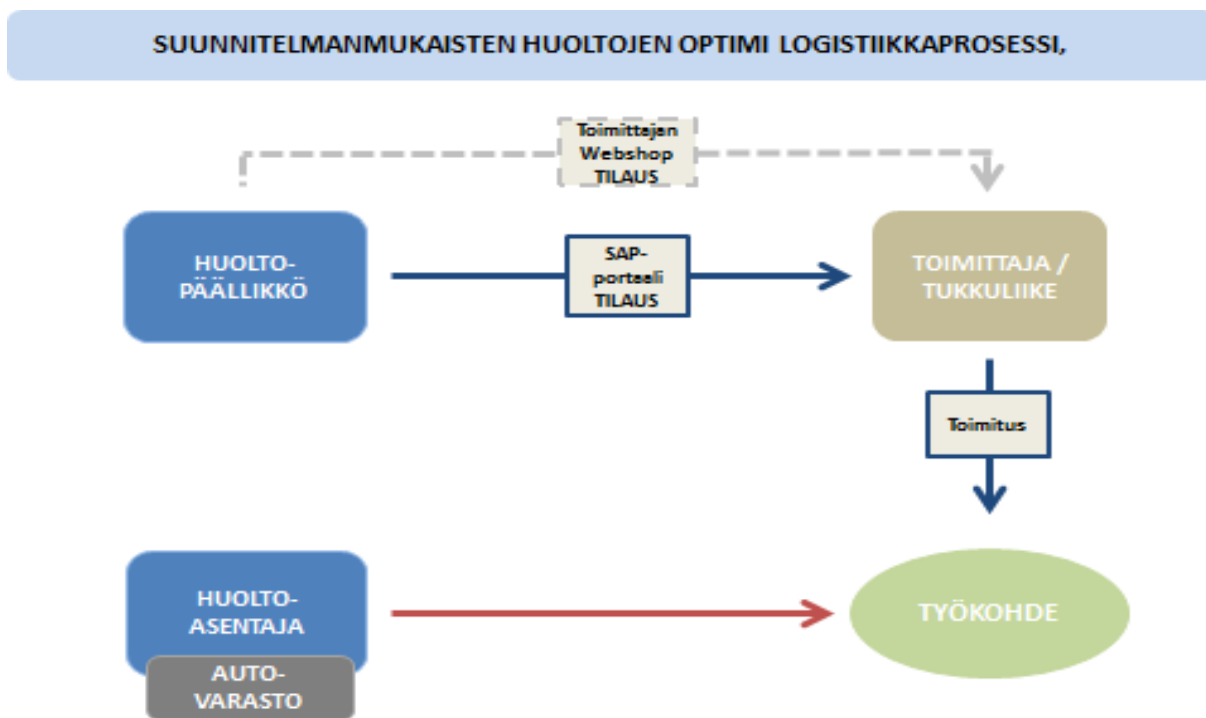 SUUNNITELMANMUKAISTEN HUOLTOJEN OPTIMI LOGISTIIKKAPROSESSI,
Toimittajan
Webshop
TILAUS
HUOLTO-
PÄÄLLIKKÖ
SAP-
portaali
TILAUS
TOIMITTAJA /
TUKKULIIKE
Toimitus
HUOLTO-
ASENTAJA
AUTO-
VARASTO
TYÖKOHDE